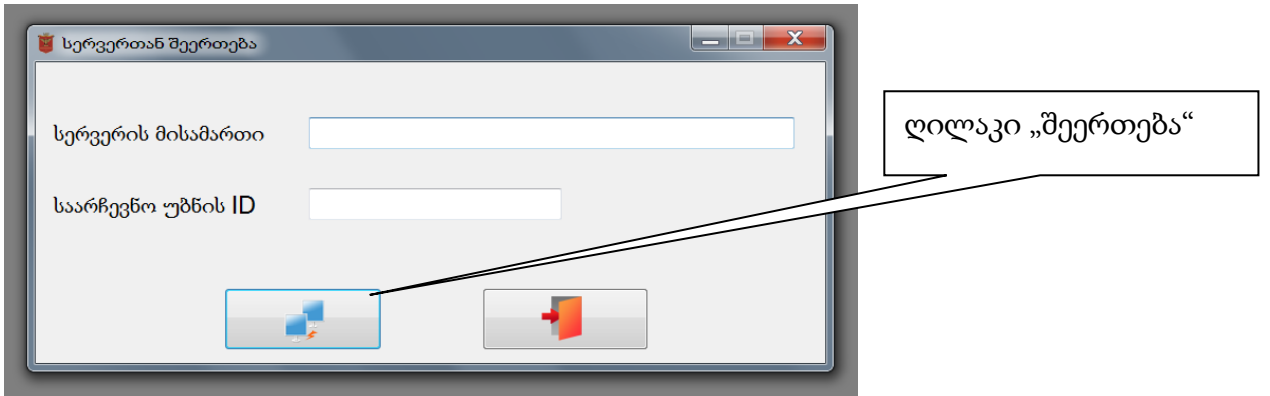 სერვერთან შეერთება
სერვერის მისამართი
ღილაკი „შეერთება“
საარჩევნო უბნის ID